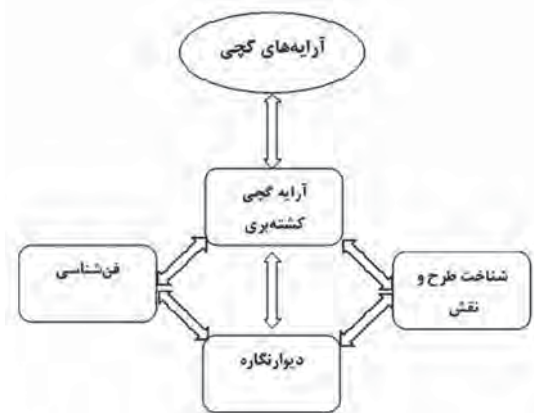 آرایه‌های گچی
آرایه گچی
کشته‌بری
فن‌شناسی
شناخت طرح و
نقش
دیوارنگاره